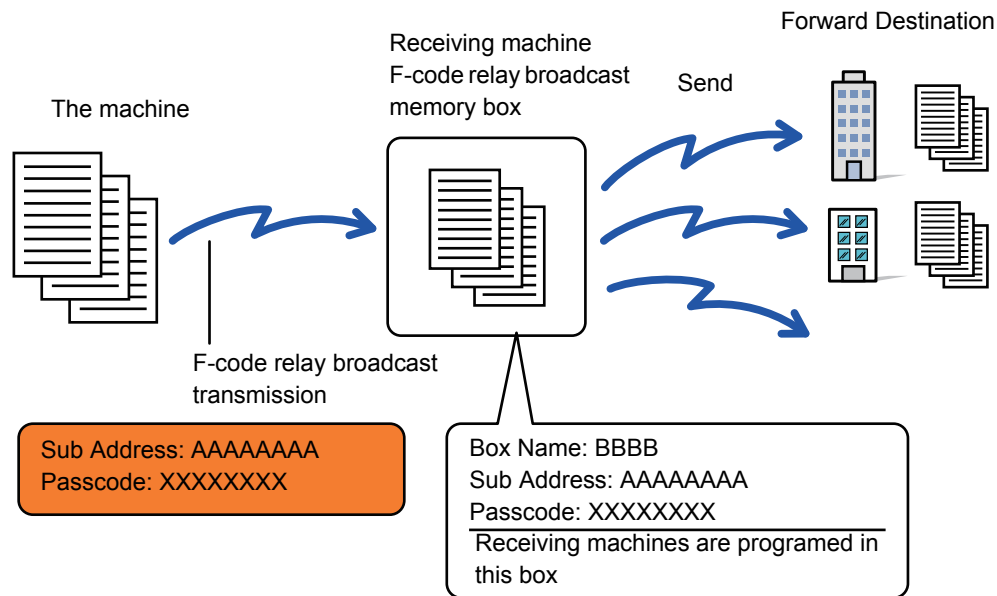 The machine
Receiving machine
F-code relay broadcast
memory box
Send
Forward Destination
F-code relay broadcast
transmission
Sub Address: AAAAAAAA
Passcode: XXXXXXXX
Box Name: BBBB
Sub Address: AAAAAAAA
Passcode: XXXXXXXX
Receiving machines are programed in
this box